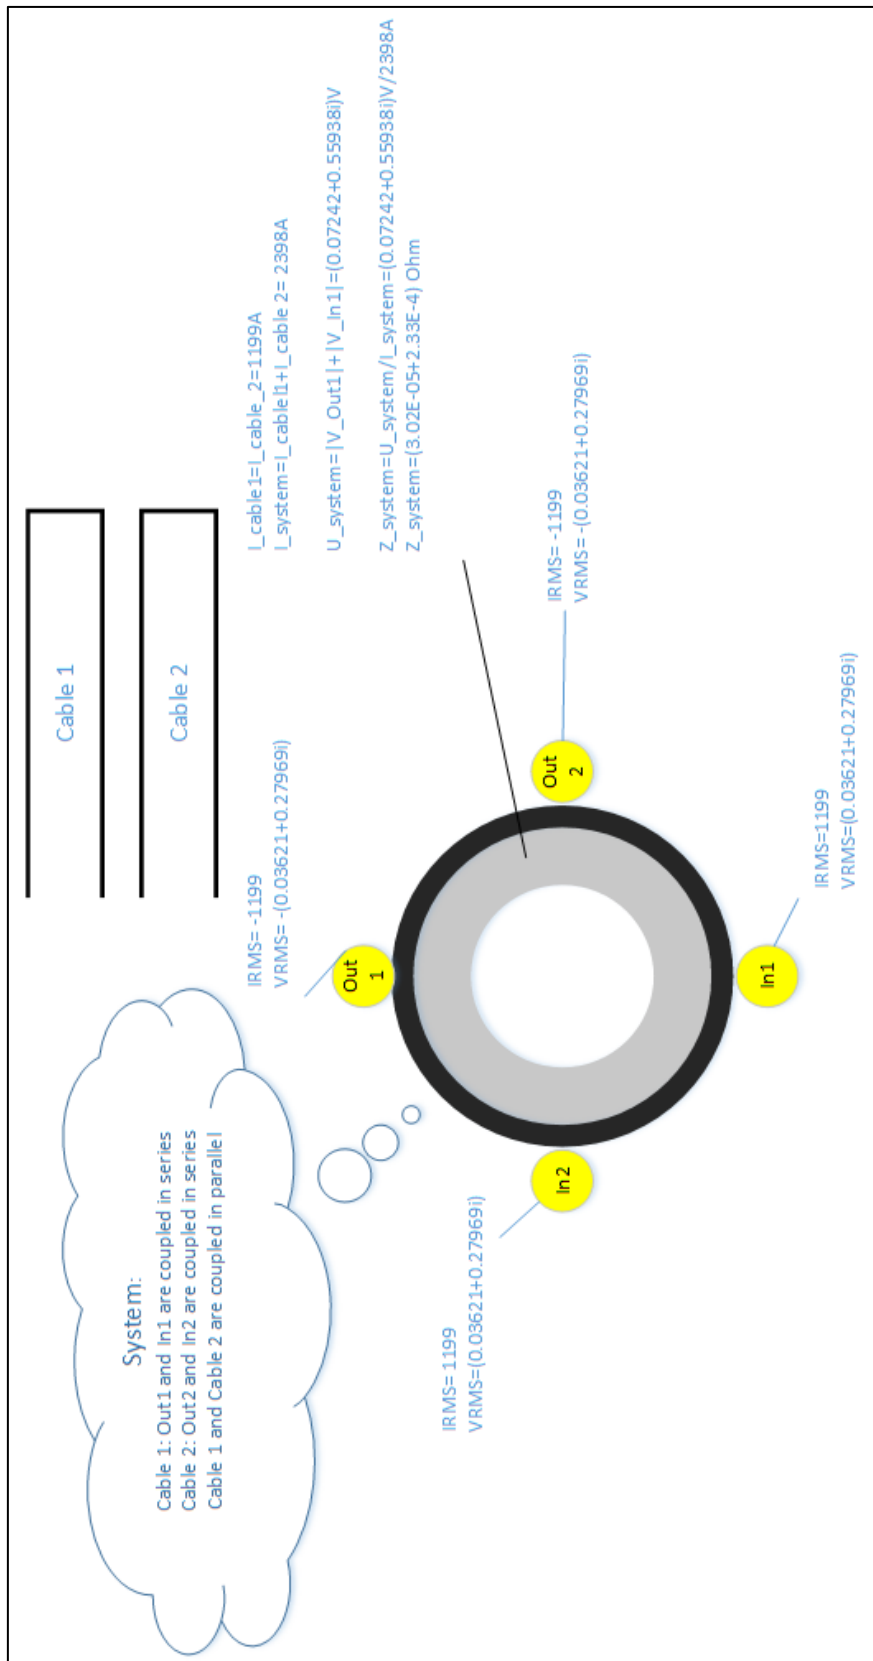 System:
Cable 1: Out1 and In1 are coupled in series
Cable 2: Out2 and In2 are coupled in series
Cable 1 and Cable 2 are coupled in parallel
Cable 1
Cable 2
I_cable1=I_cable_2=1199A
I_system=I_cable1+I_cable 2= 2398A
U_system=|V_Out1|+|V_In1|=(0.07242+0.55938i)V
Z_system=U_system/I_system=(0.07242+0.55938i)V/2398A
Z_system=(3.02E-05+2.33E-4) Ohm
IRMS= -1199
VRMS= -(0.03621+0.27969i)
Out
1
IRMS= -1199
VRMS= -(0.03621+0.27969i)
Out
2
In2
IRMS= 1199
VRMS=(0.03621+0.27969i)
In1
IRMS=1199
VRMS=(0.03621+0.27969i)